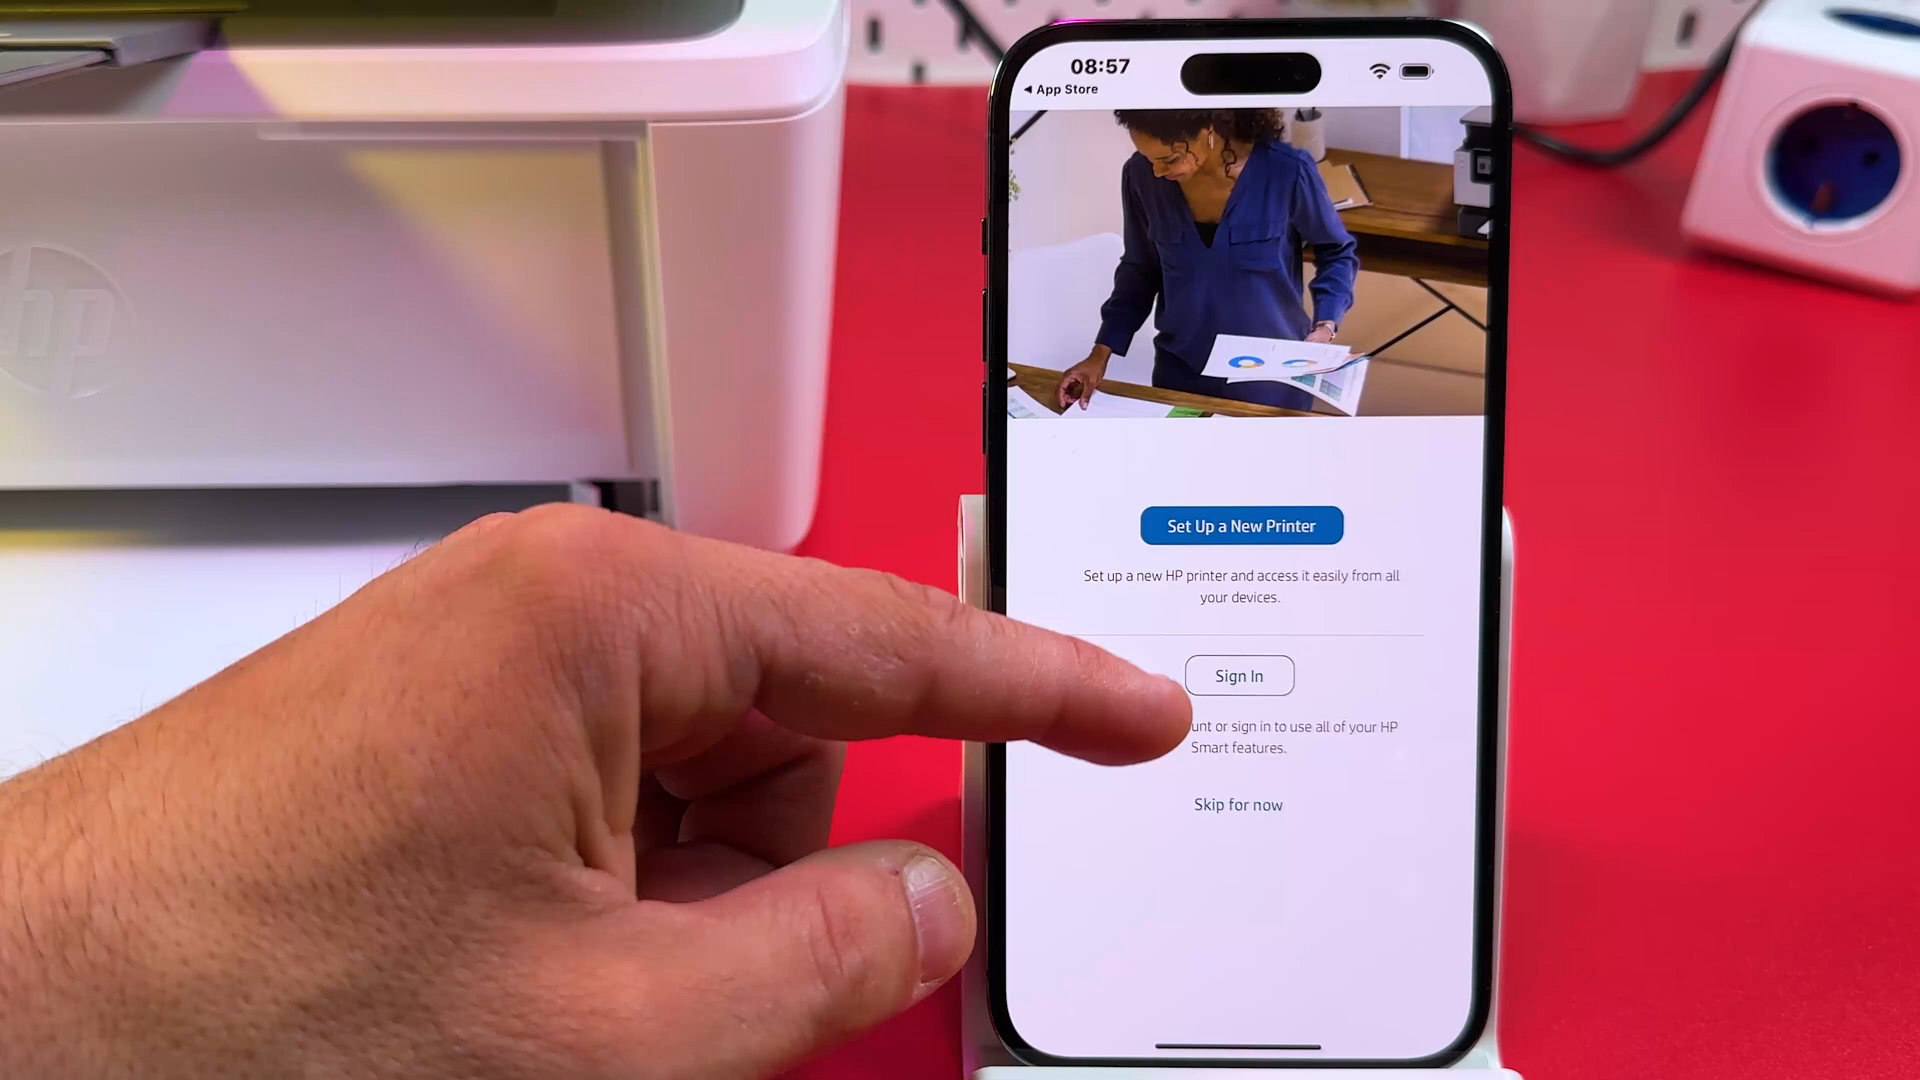 08:57
◀ App Store
hp
Set Up a New Printer
Set up a new HP printer and access it easily from all
your devices.
Sign In
unt or sign in to use all of your HP
Smart features.
Skip for now